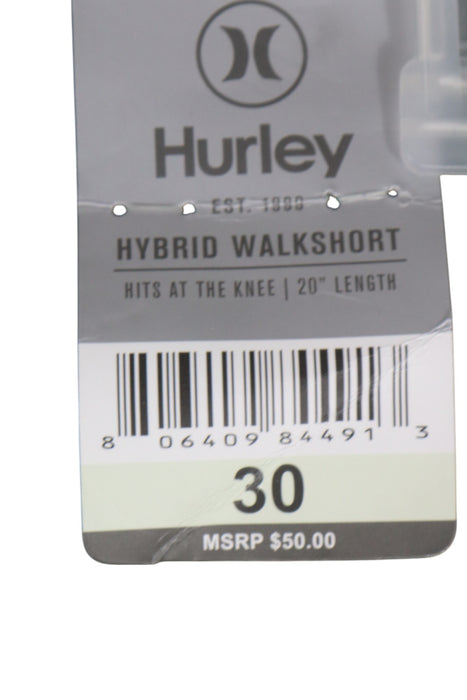 Hurley
EST. 1999
HYBRID WALKSHORT
HITS AT THE KNEE | 20" LENGTH
8 06409 84491 3
30
MSRP $50.00